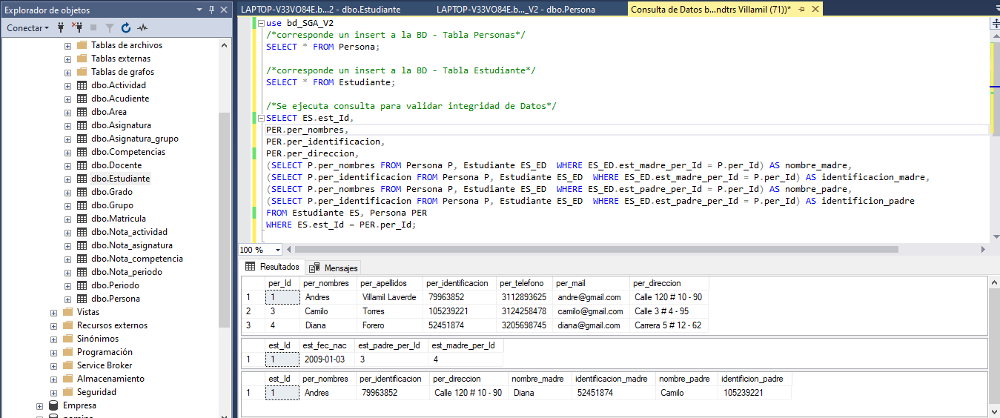 Explorador de objetos
Conectar
Tablas de archivos
Tablas externas
Tablas de grafos
dbo.Actividad
dbo.Acudiente
dbo.Area
dbo.Asignatura
dbo.Asignatura_grupo
dbo.Competencias
dbo.Docente
dbo.Estudiante
dbo.Grado
dbo.Grupo
dbo.Matricula
dbo.Nota_actividad
dbo.Nota_asignatura
dbo.Nota_competencia
dbo.Nota_periodo
dbo.Periodo
dbo.Persona
Vistas
Recursos externos
Sinónimos
Programación
Service Broker
Almacenamiento
Seguridad
Empresa
LAPTOP-V33VO84E.b...2 - dbo.Estudiante LAPTOP-V33VO84E.b..._V2 - dbo.Persona Consulta de Datos b...ndtrs Villamil (71))*
use bd_SGA_V2
/*corresponde un insert a la BD - Tabla Personas*/
SELECT * FROM Persona;
/*corresponde un insert a la BD - Tabla Estudiante*/
SELECT * FROM Estudiante;
/*Se ejecuta consulta para validar integridad de Datos*/
SELECT ES.est_Id,
PER.per_nombres,
PER.per_identificacion,
PER.per_direccion,
(SELECT P.per_nombres FROM Persona P, Estudiante ES_ED  WHERE ES_ED.est_madre_per_Id = P.per_Id) AS nombre_madre,
(SELECT P.per_identificacion FROM Persona P, Estudiante ES_ED  WHERE ES_ED.est_madre_per_Id = P.per_Id) AS identificacion_madre,
(SELECT P.per_nombres FROM Persona P, Estudiante ES_ED  WHERE ES_ED.est_padre_per_Id = P.per_Id) AS nombre_padre,
(SELECT P.per_identificacion FROM Persona P, Estudiante ES_ED  WHERE ES_ED.est_padre_per_Id = P.per_Id) AS identificion_padre
FROM Estudiante ES, Persona PER
WHERE ES.est_Id = PER.per_Id;
100 %
Resultados Mensajes
per_Id per_nombres per_apellidos per_identificacion per_telefono per_mail per_direccion
1 1 Andres Villamil Laverde 79963852 3112893625 andre@gmail.com Calle 120 # 10 - 90
2 3 Camilo Torres 105239221 3124258478 camilo@gmail.com Calle 3 # 4 - 95
3 4 Diana Forero 52451874 3205698745 diana@gmail.com Carrera 5 # 12 - 62
est_Id est_fec_nac est_padre_per_Id est_madre_per_Id
1 1 2009-01-03 3 4
est_Id per_nombres per_identificacion per_direccion nombre_madre identificacion_madre nombre_padre identificion_padre
1 1 Andres 79963852 Calle 120 # 10 - 90 Diana 52451874 Camilo 105239221